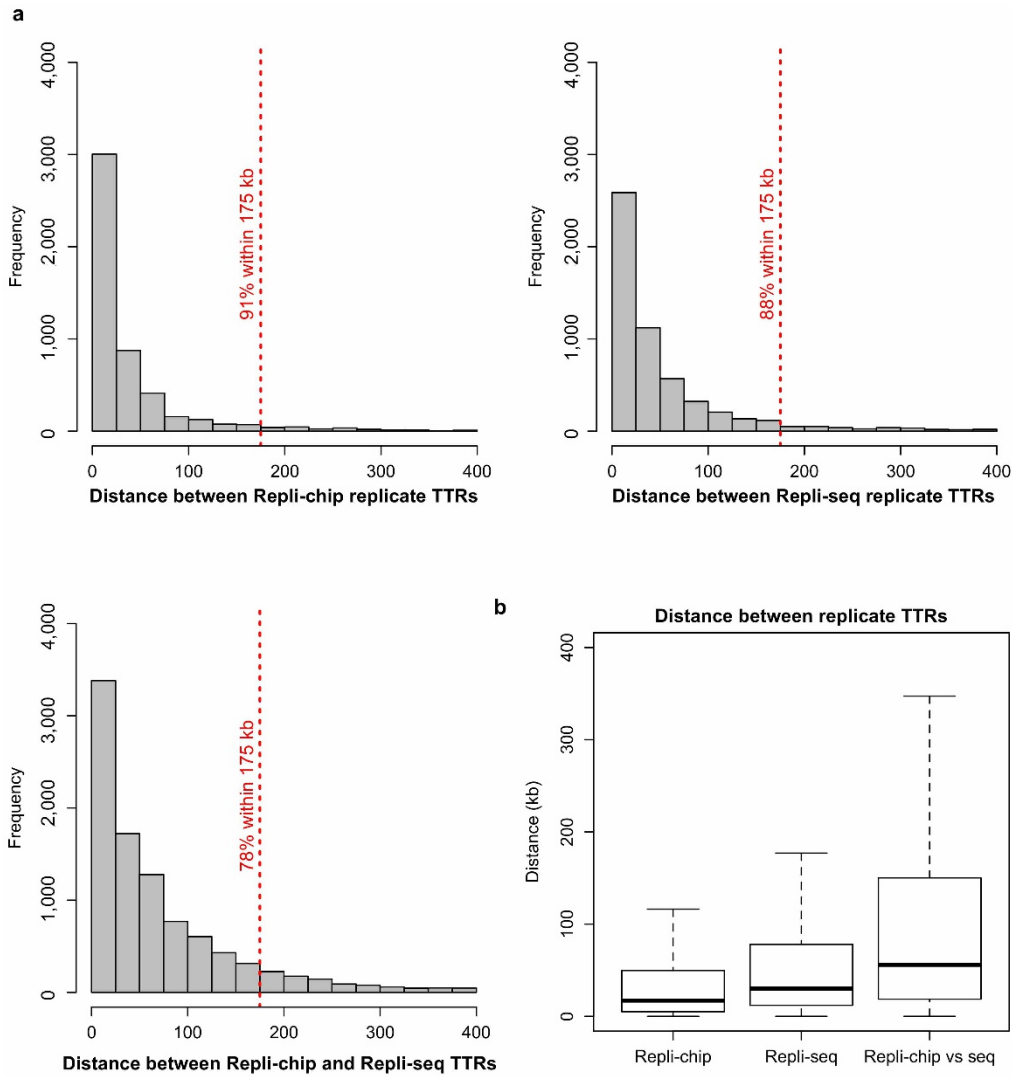 a
4,000
3,000
2,000
1,000
0
Frequency
91% within 175 kb
0 100 200 300 400
Distance between Repli-chip replicate TTRs
4,000
3,000
2,000
1,000
0
Frequency
88% within 175 kb
0 100 200 300 400
Distance between Repli-seq replicate TTRs
4,000
3,000
2,000
1,000
0
Frequency
78% within 175 kb
0 100 200 300 400
Distance between Repli-chip and Repli-seq TTRs
b
Distance between replicate TTRs
400
300
200
100
0
Distance (kb)
Repli-chip Repli-seq Repli-chip vs seq